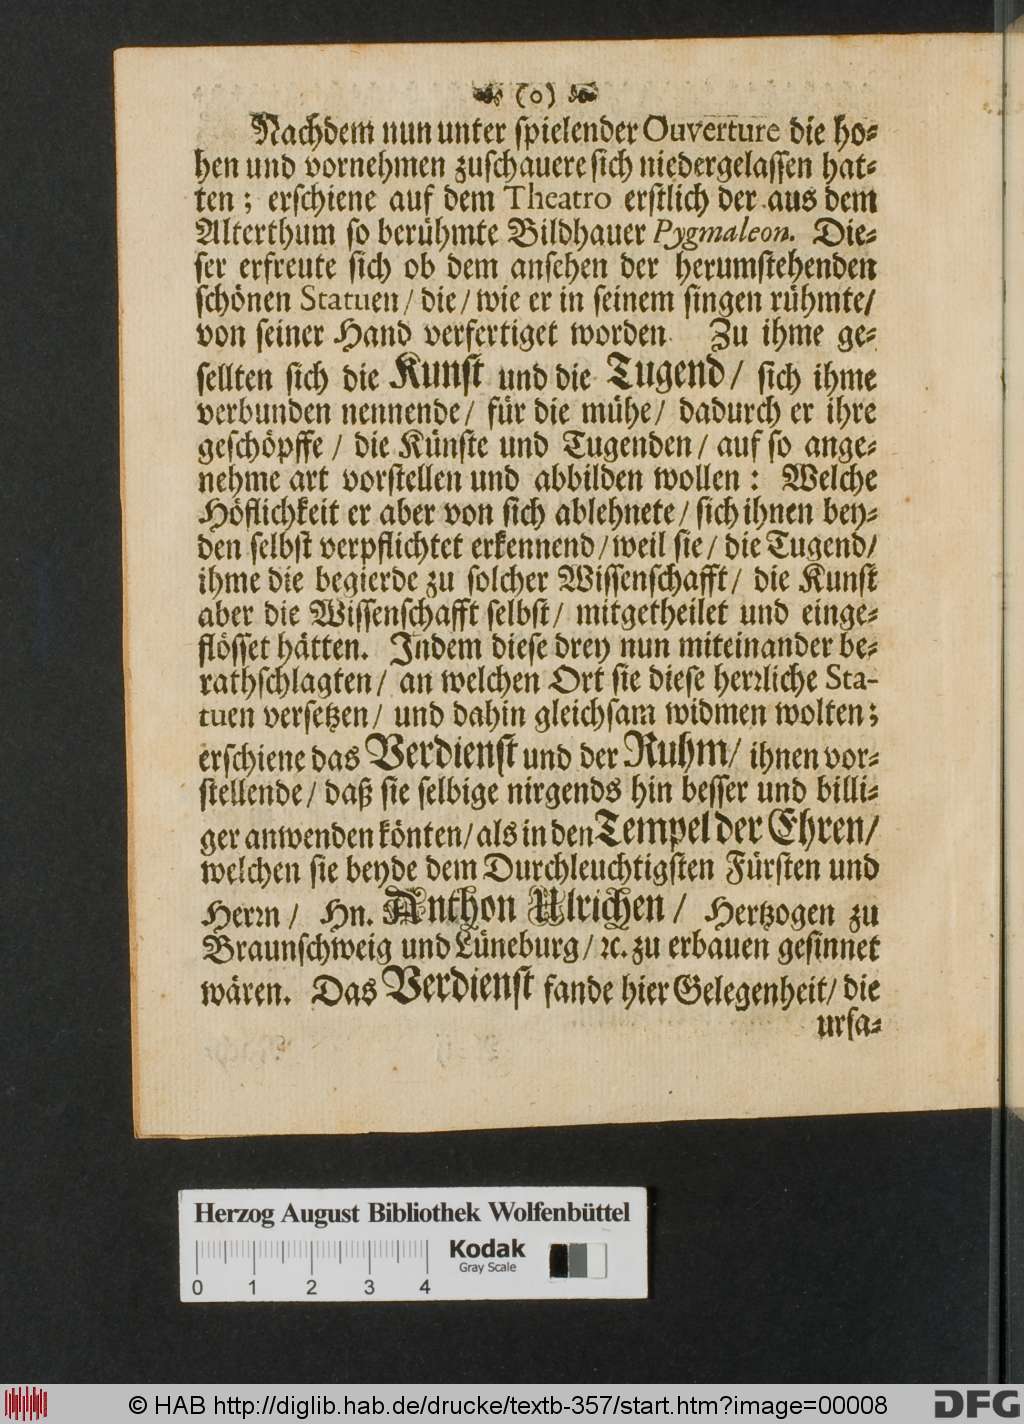 (o)
Nachdem nun unter spielender Ouverture die ho-
hen und vornehmen zuschauere sich niedergelassen hat-
ten; erschiene auf dem Theatro erstlich der aus dem
Alterthum so berühmte Bildhauer Pygmaleon. Die-
ser erfreute sich ob dem ansehen der herumstehenden
schönen Statuen/ die/ wie er in seinem singen rühmte/
von seiner Hand verfertiget worden. Zu ihme ge-
sellten sich die Kunst und die Tugend/ sich ihme
verbunden nennende/ für die mühe/ dadurch er ihre
geschöpffe/ die Künste und Tugenden/ auf so ange-
nehme art vorstellen und abbilden wollen: Welche
Höflichkeit er aber von sich ablehnete/ sich ihnen bey-
den selbst verpflichtet erkennend/ weil sie/ die Tugend/
ihme die begierde zu solcher Wissenschafft/ die Kunst
aber die Wissenschafft selbst/ mitgetheilet und einge-
flösset hätten. Indem diese drey nun miteinander be-
rathschlagten/ an welchen Ort sie diese herꝛliche Sta-
tuen versetzen/ und dahin gleichsam widmen wolten;
erschiene das Verdienst und der Ruhm/ ihnen vor-
stellende/ daß sie selbige nirgends hin besser und billi-
ger anwenden könten/ als in den Tempel der Ehren/
welchen sie beyde dem Durchleuchtigsten Fürsten und
Herꝛn/ Hn. Anthon Ulrichen/ Hertzogen zu
Braunschweig und Lüneburg/ ꝛc. zu erbauen gesinnet
wären. Das Verdienst fande hier Gelegenheit/ die
ursa-
Herzog August Bibliothek Wolfenbüttel
Kodak
Gray Scale
0 1 2 3 4
© HAB http://diglib.hab.de/drucke/textb-357/start.htm?image=00008
DFG